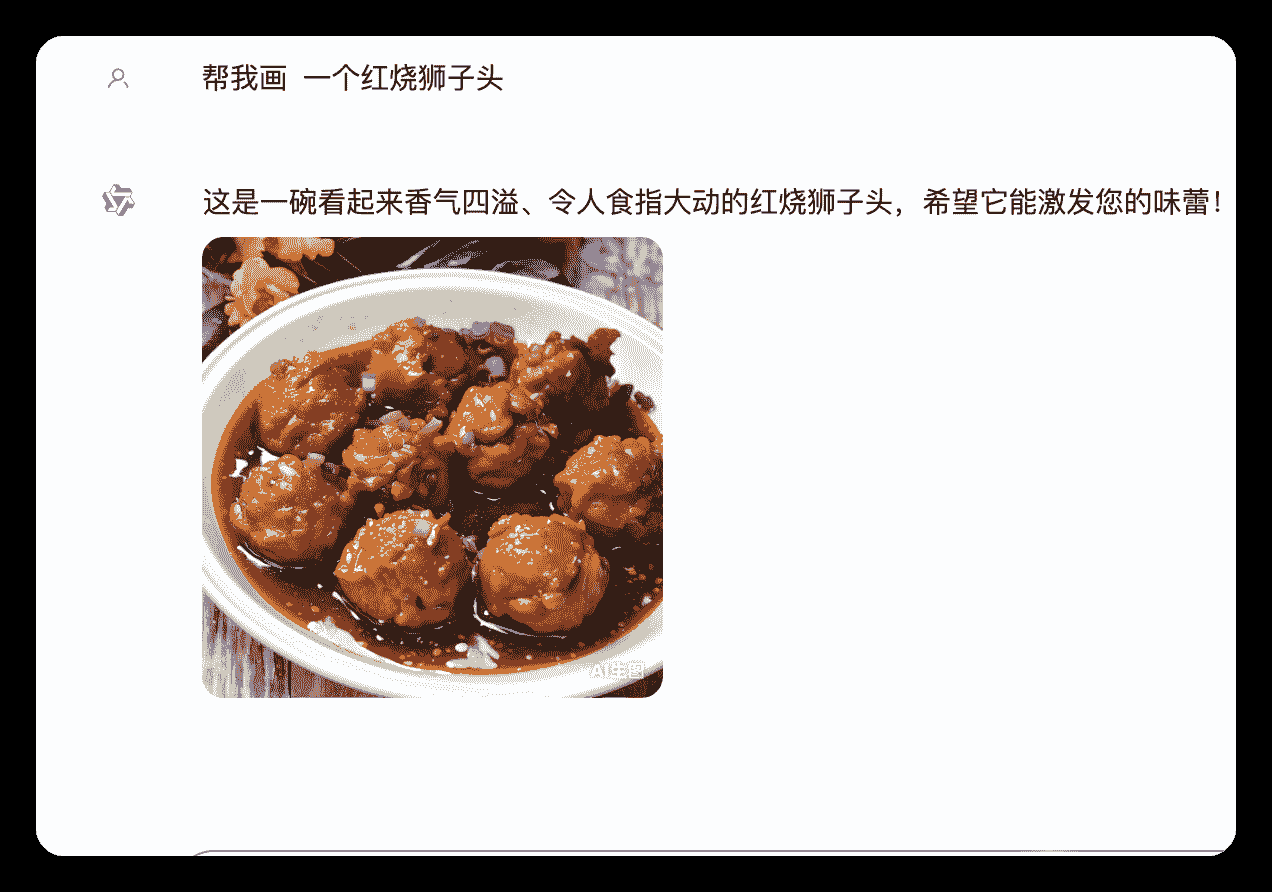 帮我画 一个红烧狮子头
这是一碗看起来香气四溢、令人食指大动的红烧狮子头，希望它能激发您的味蕾！
AI生图